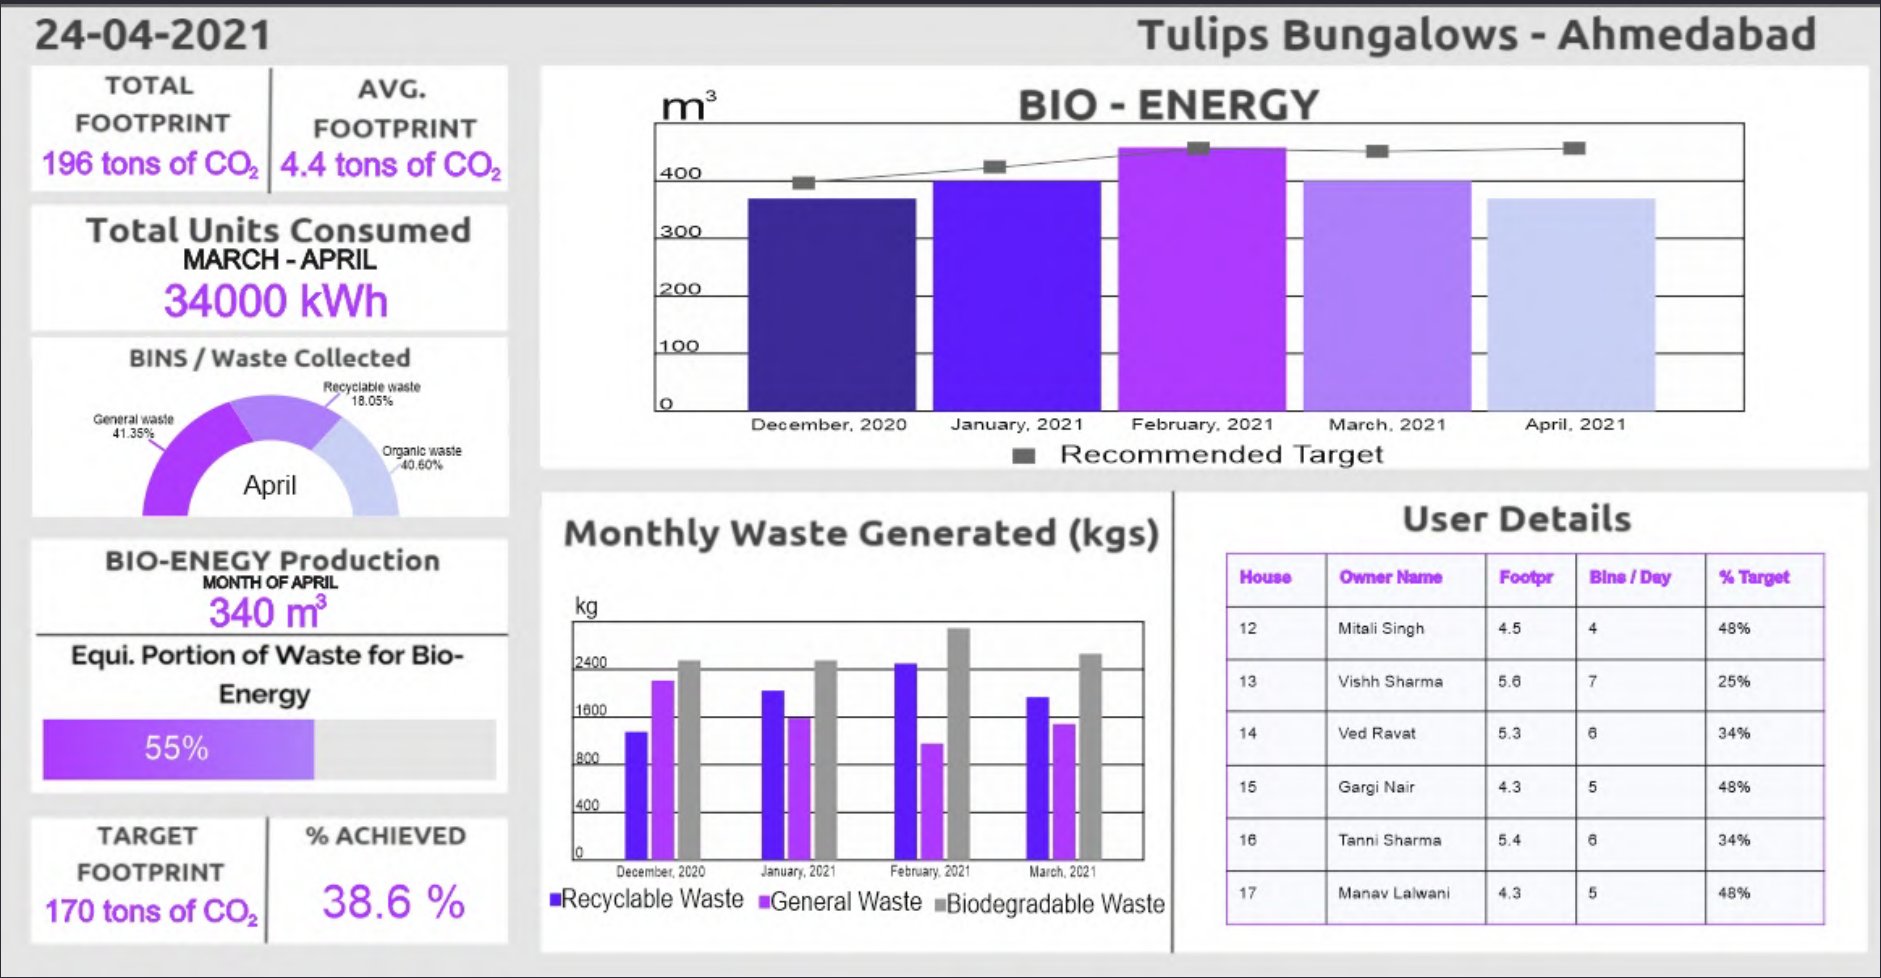 24-04-2021
Tulips Bungalows - Ahmedabad
TOTAL
FOOTPRINT
196 tons of CO₂
AVG.
FOOTPRINT
4.4 tons of CO₂
Total Units Consumed
MARCH - APRIL
34000 kWh
BINS / Waste Collected
Recyclable waste
18.05%
General waste
41.35%
Organic waste
40.60%
April
BIO-ENEGY Production
MONTH OF APRIL
340 m³
Equi. Portion of Waste for Bio-
Energy
55%
TARGET
FOOTPRINT
170 tons of CO₂
% ACHIEVED
38.6 %
m³
BIO - ENERGY
400
300
200
100
0
December, 2020
January, 2021
February, 2021
March, 2021
April, 2021
Recommended Target
Monthly Waste Generated (kgs)
kg
2400
1600
800
400
0
December, 2020
January, 2021
February, 2021
March, 2021
Recyclable Waste
General Waste
Biodegradable Waste
User Details
House Owner Name Footpr Bins / Day % Target
12 Mitali Singh 4.5 4 48%
13 Vishh Sharma 5.6 7 25%
14 Ved Ravat 5.3 6 34%
15 Gargi Nair 4.3 5 48%
16 Tanni Sharma 5.4 6 34%
17 Manav Lalwani 4.3 5 48%